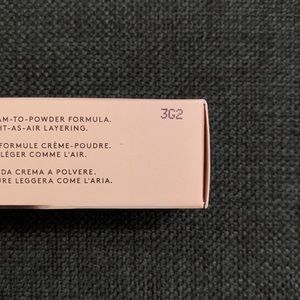 AM-TO-POWDER FORMULA.
HT-AS-AIR LAYERING.
FORMULE CRÈME-POUDRE.
LÉGER COMME L'AIR.
DA CREMA A POLVERE.
URE LEGGERA COME L'ARIA.
3G2